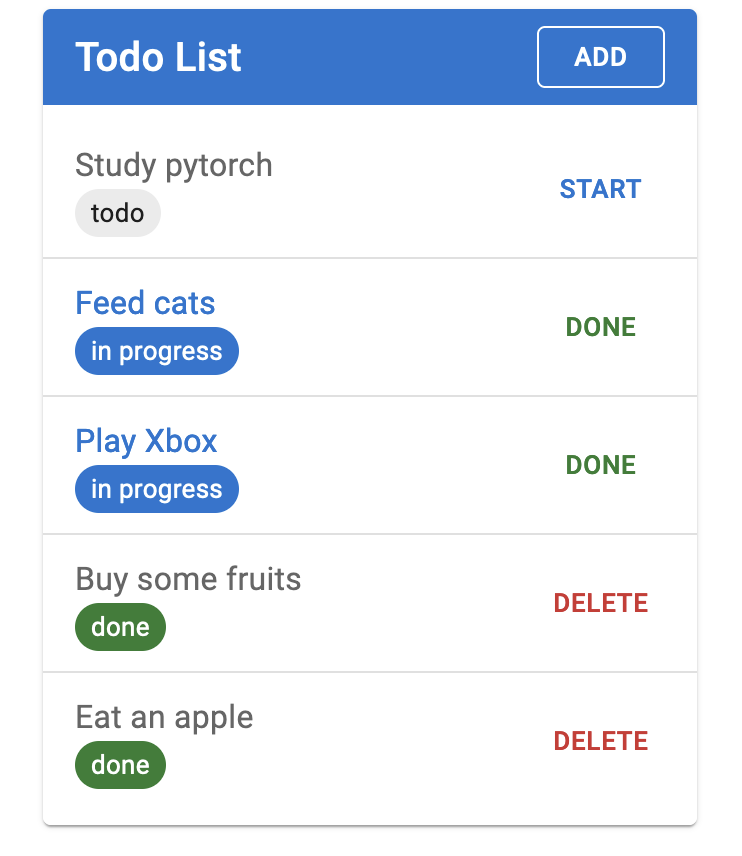 Todo List
ADD
Study pytorch
todo
START
Feed cats
in progress
DONE
Play Xbox
in progress
DONE
Buy some fruits
done
DELETE
Eat an apple
done
DELETE